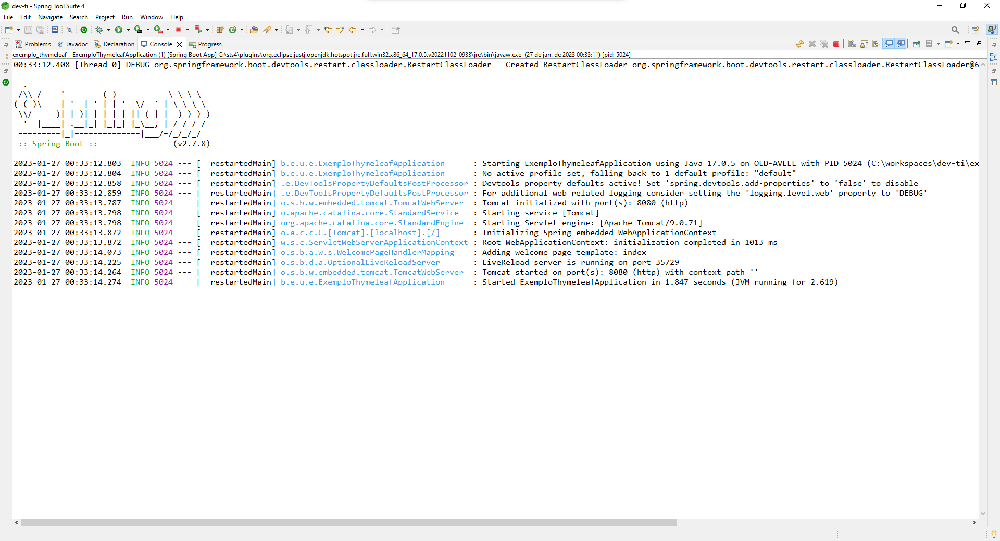 dev-ti - Spring Tool Suite 4
File Edit Navigate Search Project Run Window Help
Problems @ Javadoc Declaration Console Progress
exemplo_thymeleaf - ExemploThymeleafApplication (1) [Spring Boot App] C:\sts4\plugins\org.eclipse.justj.openjdk.hotspot.jre.full.win32.x86_64_17.0.5.v20221102-0933\jre\bin\javaw.exe (27 de jan. de 2023 00:33:11) [pid: 5024]
00:33:12.408 [Thread-0] DEBUG org.springframework.boot.devtools.restart.classloader.RestartClassLoader - Created RestartClassLoader org.springframework.boot.devtools.restart.classloader.RestartClassLoader@6
  .   ____          _            __ _ _
 /\\ / ___'_ __ _ _(_)_ __  __ _ \ \ \ \
( ( )\___ | '_ | '_| | '_ \/ _` | \ \ \ \
 \\/  ___)| |_)| | | | | || (_| |  ) ) ) )
  '  |____| .__|_| |_|_| |_\__, | / / / /
 =========|_|==============|___/=/_/_/_/
 :: Spring Boot ::                (v2.7.8)
2023-01-27 00:33:12.803  INFO 5024 --- [  restartedMain] b.e.u.e.ExemploThymeleafApplication      : Starting ExemploThymeleafApplication using Java 17.0.5 on OLD-AVELL with PID 5024 (C:\workspaces\dev-ti\ex
2023-01-27 00:33:12.804  INFO 5024 --- [  restartedMain] b.e.u.e.ExemploThymeleafApplication      : No active profile set, falling back to 1 default profile: "default"
2023-01-27 00:33:12.858  INFO 5024 --- [  restartedMain] .e.DevToolsPropertyDefaultsPostProcessor : Devtools property defaults active! Set 'spring.devtools.add-properties' to 'false' to disable
2023-01-27 00:33:12.859  INFO 5024 --- [  restartedMain] .e.DevToolsPropertyDefaultsPostProcessor : For additional web related logging consider setting the 'logging.level.web' property to 'DEBUG'
2023-01-27 00:33:13.787  INFO 5024 --- [  restartedMain] o.s.b.w.embedded.tomcat.TomcatWebServer  : Tomcat initialized with port(s): 8080 (http)
2023-01-27 00:33:13.798  INFO 5024 --- [  restartedMain] o.apache.catalina.core.StandardService   : Starting service [Tomcat]
2023-01-27 00:33:13.798  INFO 5024 --- [  restartedMain] org.apache.catalina.core.StandardEngine  : Starting Servlet engine: [Apache Tomcat/9.0.71]
2023-01-27 00:33:13.872  INFO 5024 --- [  restartedMain] o.a.c.c.C.[Tomcat].[localhost].[/]       : Initializing Spring embedded WebApplicationContext
2023-01-27 00:33:13.872  INFO 5024 --- [  restartedMain] w.s.c.ServletWebServerApplicationContext : Root WebApplicationContext: initialization completed in 1013 ms
2023-01-27 00:33:14.073  INFO 5024 --- [  restartedMain] o.s.b.a.w.s.WelcomePageHandlerMapping    : Adding welcome page template: index
2023-01-27 00:33:14.225  INFO 5024 --- [  restartedMain] o.s.b.d.a.OptionalLiveReloadServer       : LiveReload server is running on port 35729
2023-01-27 00:33:14.264  INFO 5024 --- [  restartedMain] o.s.b.w.embedded.tomcat.TomcatWebServer  : Tomcat started on port(s): 8080 (http) with context path ''
2023-01-27 00:33:14.274  INFO 5024 --- [  restartedMain] b.e.u.e.ExemploThymeleafApplication      : Started ExemploThymeleafApplication in 1.847 seconds (JVM running for 2.619)